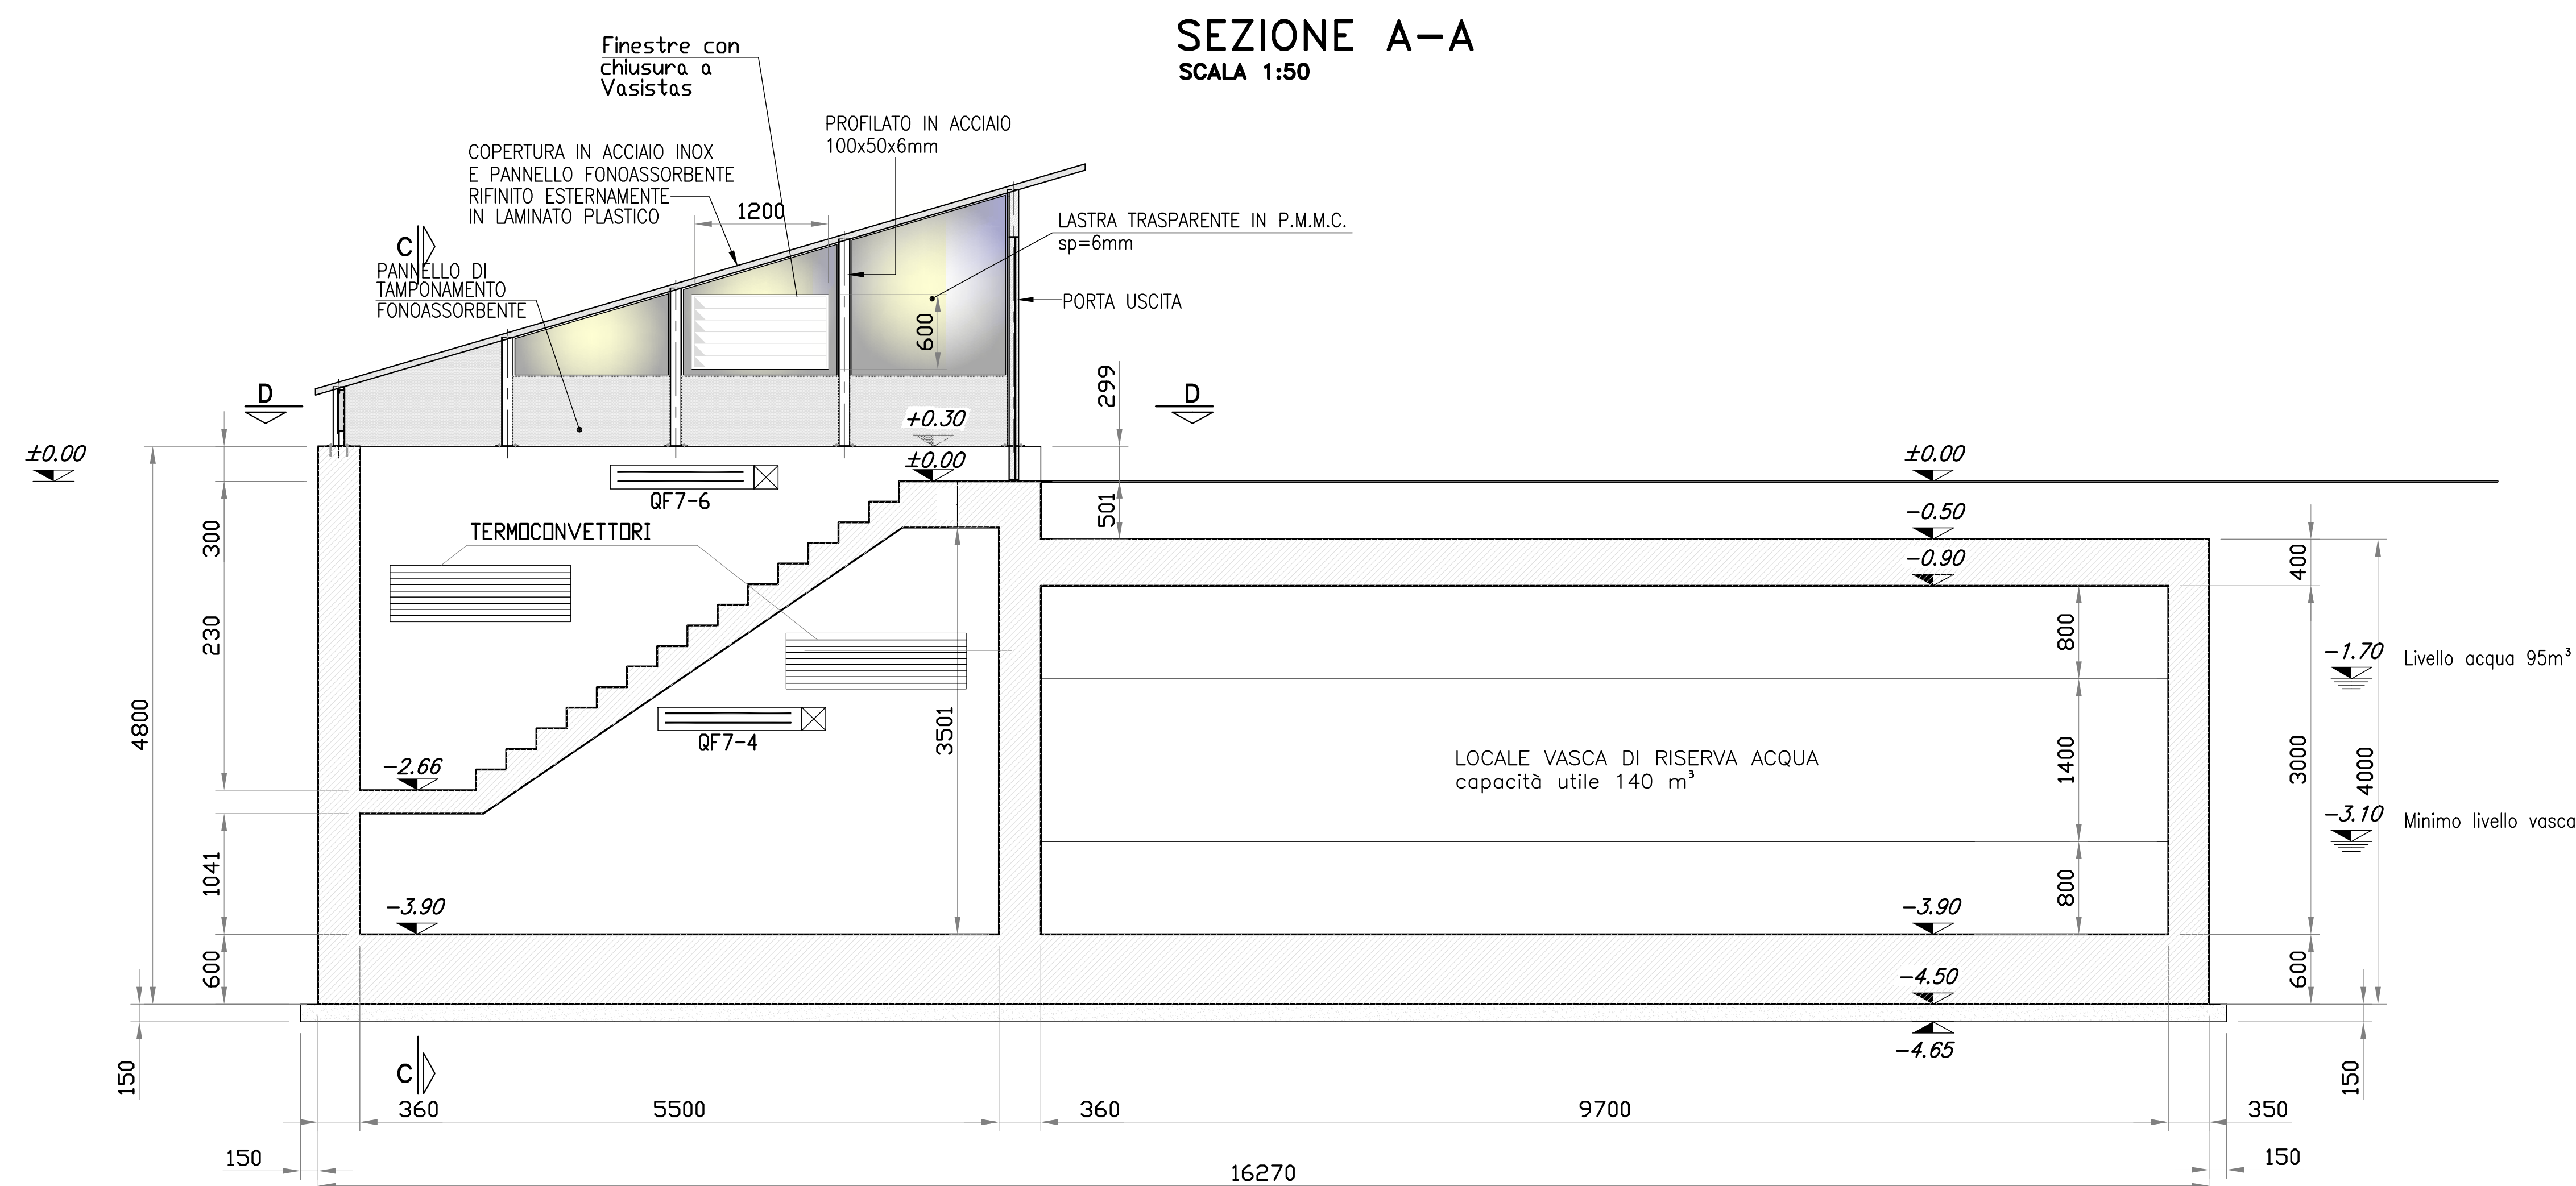 SEZIONE A-A
SCALA 1:50
Finestre con
chiusura a
Vasistas
PROFILATO IN ACCIAIO
100x50x6mm
COPERTURA IN ACCIAIO INOX
E PANNELLO FONOASSORBENTE
RIFINITO ESTERNAMENTE
IN LAMINATO PLASTICO
1200
LASTRA TRASPARENTE IN P.M.M.C.
sp=6mm
C
PANNELLO DI
TAMPONAMENTO
FONOASSORBENTE
PORTA USCITA
600
299
D
D
+0.30
±0.00
±0.00
±0.00
QF7-6
501
-0.50
300
TERMOCONVETTORI
400
-0.90
230
800
-1.70
Livello acqua 95m³
4800
3501
QF7-4
LOCALE VASCA DI RISERVA ACQUA
capacità utile 140 m³
1400
3000
4000
-2.66
-3.10
Minimo livello vasca
1041
800
-3.90
-3.90
600
-4.50
600
-4.65
150
C
150
360
5500
360
9700
350
150
16270
150